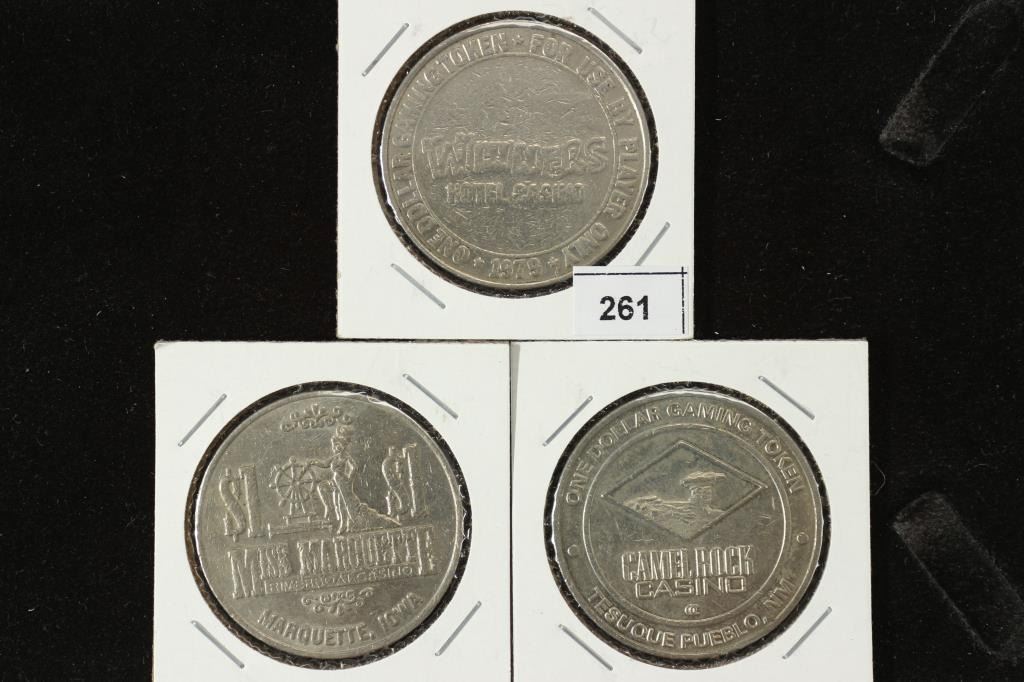 ONE DOLLAR GAMING TOKEN ★ FOR USE BY PLAYER ONLY ★ 1979 ★
WINNERS
HOTEL CASINO
261
$1 $1
MISS MARQUETTE
RIVERBOAT CASINO
MARQUETTE, IOWA
ONE DOLLAR GAMING TOKEN
CAMEL ROCK
CASINO
TESUQUE PUEBLO, NM